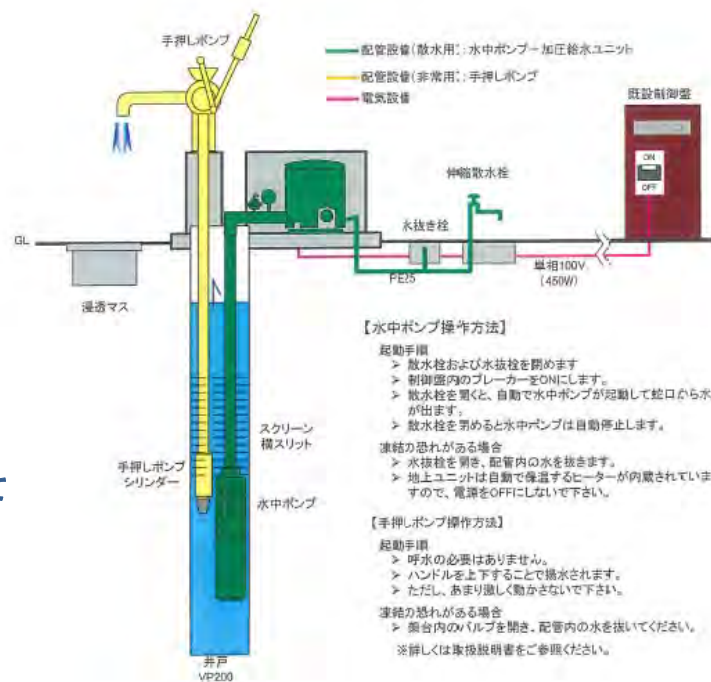 手押しポンプ
配管設備(散水用):水中ポンプー加圧給水ユニット
配管設備(非常用):手押しポンプ
電気設備
既設制御盤
ON
OFF
伸縮散水栓
水抜き栓
GL
PE25
単相100V
(450W)
浸透マス
スクリーン
横スリット
手押しポンプ
シリンダー
水中ポンプ
井戸
VP200
【水中ポンプ操作方法】
起動手順
➢ 散水栓および水抜栓を閉めます
➢ 制御盤内のブレーカーをONにします。
➢ 散水栓を開くと、自動で水中ポンプが起動して蛇口から水
が出ます。
➢ 散水栓を閉めると水中ポンプは自動停止します。
凍結の恐れがある場合
➢ 水抜栓を開き、配管内の水を抜きます。
➢ 地上ユニットは自動で保温するヒーターが内蔵されていま
すので、電源をOFFにしないで下さい。
【手押しポンプ操作方法】
起動手順
➢ 呼水の必要はありません。
➢ ハンドルを上下することで揚水されます。
➢ ただし、あまり激しく動かさないで下さい。
凍結の恐れがある場合
➢ 架台内のバルブを開き、配管内の水を抜いてください。
※詳しくは取扱説明書をご参照ください。
て